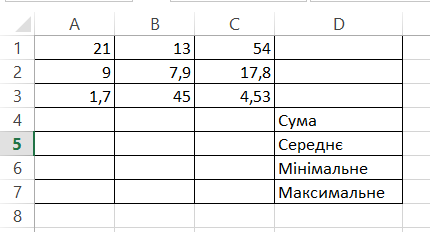 A B C D
1 21 13 54
2 9 7,9 17,8
3 1,7 45 4,53
4 Сума
5 Середнє
6 Мінімальне
7 Максимальне
8